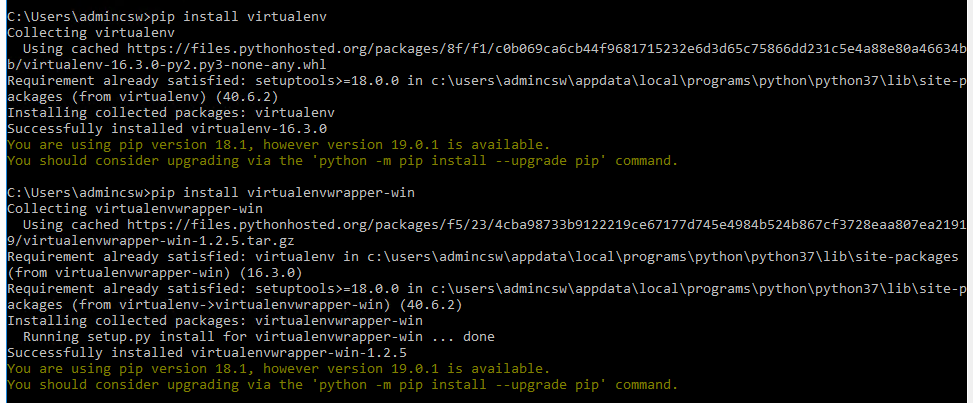 C:\Users\admincsw>pip install virtualenv
Collecting virtualenv
  Using cached https://files.pythonhosted.org/packages/8f/f1/c0b069ca6cb44f9681715232e6d3d65c75866dd231c5e4a88e80a46634b
b/virtualenv-16.3.0-py2.py3-none-any.whl
Requirement already satisfied: setuptools>=18.0.0 in c:\users\admincsw\appdata\local\programs\python\python37\lib\site-p
ackages (from virtualenv) (40.6.2)
Installing collected packages: virtualenv
Successfully installed virtualenv-16.3.0
You are using pip version 18.1, however version 19.0.1 is available.
You should consider upgrading via the 'python -m pip install --upgrade pip' command.
C:\Users\admincsw>pip install virtualenvwrapper-win
Collecting virtualenvwrapper-win
  Using cached https://files.pythonhosted.org/packages/f5/23/4cba98733b9122219ce67177d745e4984b524b867cf3728eaa807ea2191
9/virtualenvwrapper-win-1.2.5.tar.gz
Requirement already satisfied: virtualenv in c:\users\admincsw\appdata\local\programs\python\python37\lib\site-packages
(from virtualenvwrapper-win) (16.3.0)
Requirement already satisfied: setuptools>=18.0.0 in c:\users\admincsw\appdata\local\programs\python\python37\lib\site-p
ackages (from virtualenv->virtualenvwrapper-win) (40.6.2)
Installing collected packages: virtualenvwrapper-win
  Running setup.py install for virtualenvwrapper-win ... done
Successfully installed virtualenvwrapper-win-1.2.5
You are using pip version 18.1, however version 19.0.1 is available.
You should consider upgrading via the 'python -m pip install --upgrade pip' command.